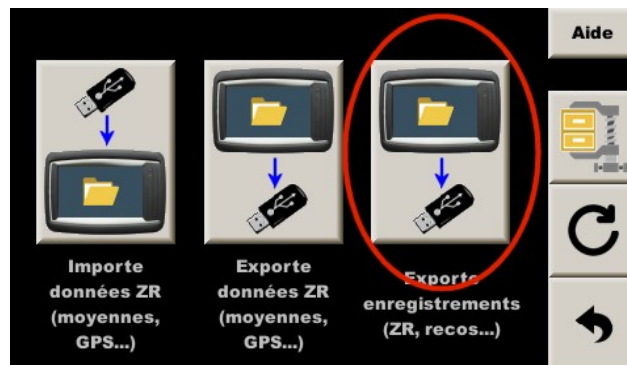 Aide
Importe
données ZR
(moyennes,
GPS...)
Exporte
données ZR
(moyennes,
GPS...)
Exporte
enregistrements
(ZR, recos...)